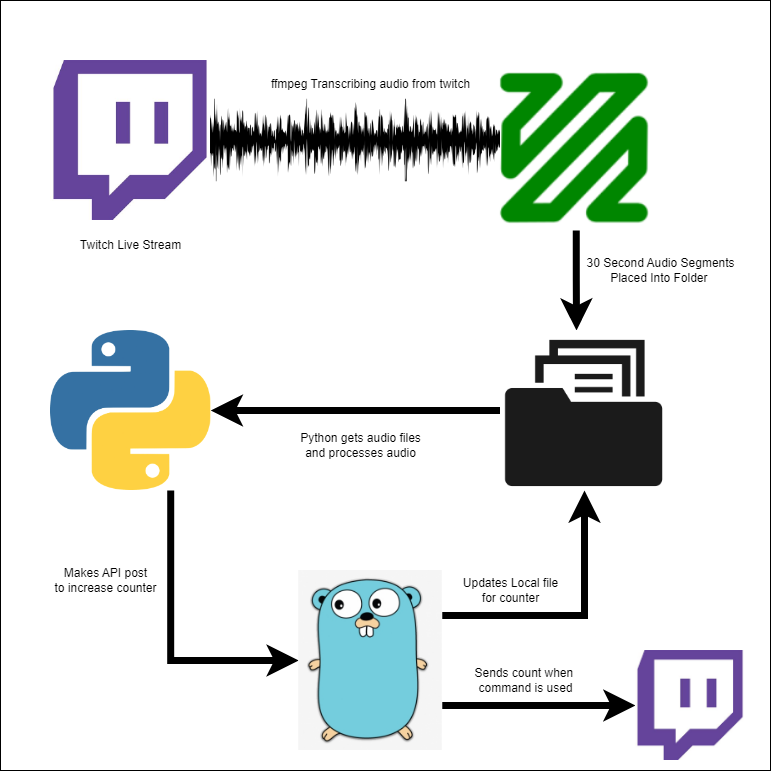 ffmpeg Transcribing audio from twitch
Twitch Live Stream
30 Second Audio Segments
Placed Into Folder
Python gets audio files
and processes audio
Makes API post
to increase counter
Updates Local file
for counter
Sends count when
command is used